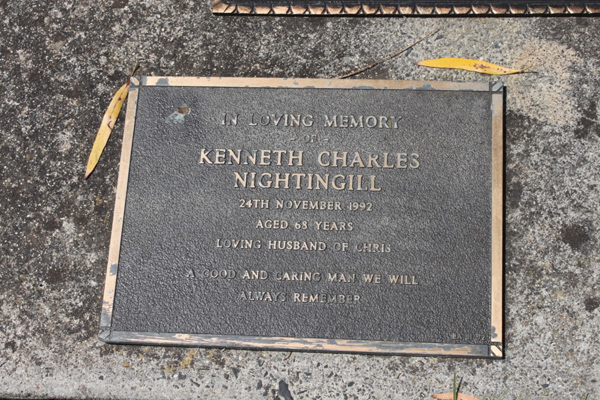 IN LOVING MEMORY
OF
KENNETH CHARLES
NIGHTINGILL
24TH NOVEMBER 1992
AGED 68 YEARS
LOVING HUSBAND OF CHRIS
A GOOD AND CARING MAN WE WILL
ALWAYS REMEMBER